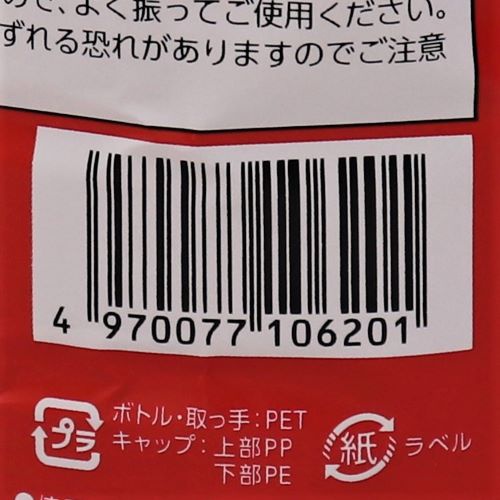 ので、よく振ってご使用ください。
ずれる恐れがありますのでご注意
4 970077 106201
プラ
ボトル・取っ手：PET
キャップ：上部PP
下部PE
紙
ラベル